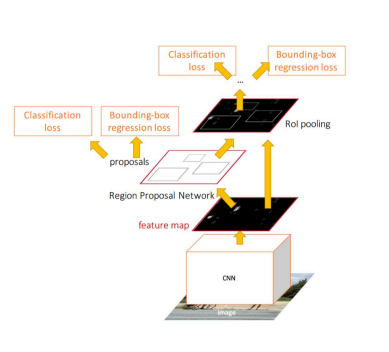 Classification
loss
Bounding-box
regression loss
...
RoI pooling
Classification
loss
Bounding-box
regression loss
proposals
Region Proposal Network
feature map
CNN
image